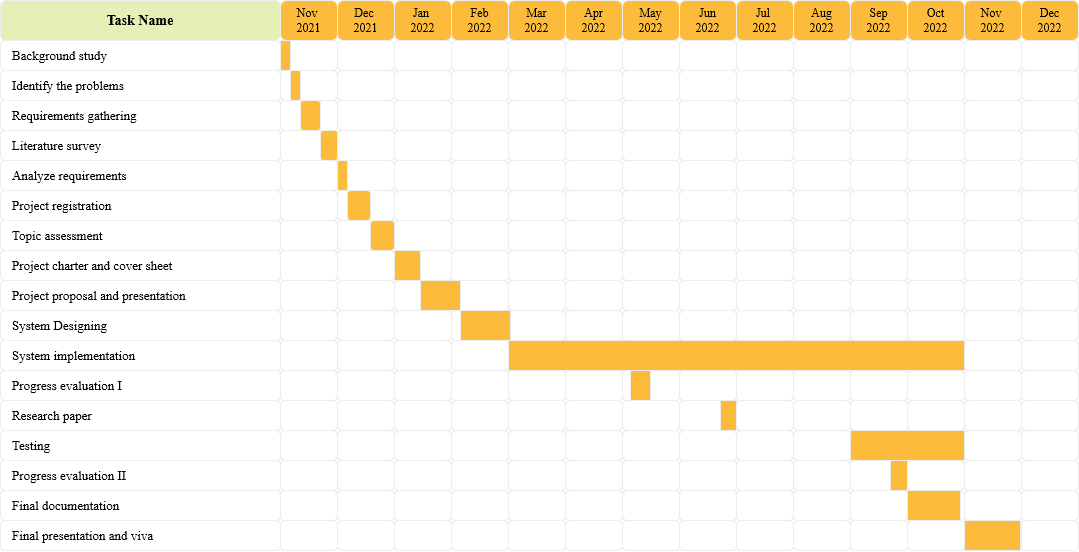 Task Name
Nov
2021
Dec
2021
Jan
2022
Feb
2022
Mar
2022
Apr
2022
May
2022
Jun
2022
Jul
2022
Aug
2022
Sep
2022
Oct
2022
Nov
2022
Dec
2022
Background study
Identify the problems
Requirements gathering
Literature survey
Analyze requirements
Project registration
Topic assessment
Project charter and cover sheet
Project proposal and presentation
System Designing
System implementation
Progress evaluation I
Research paper
Testing
Progress evaluation II
Final documentation
Final presentation and viva